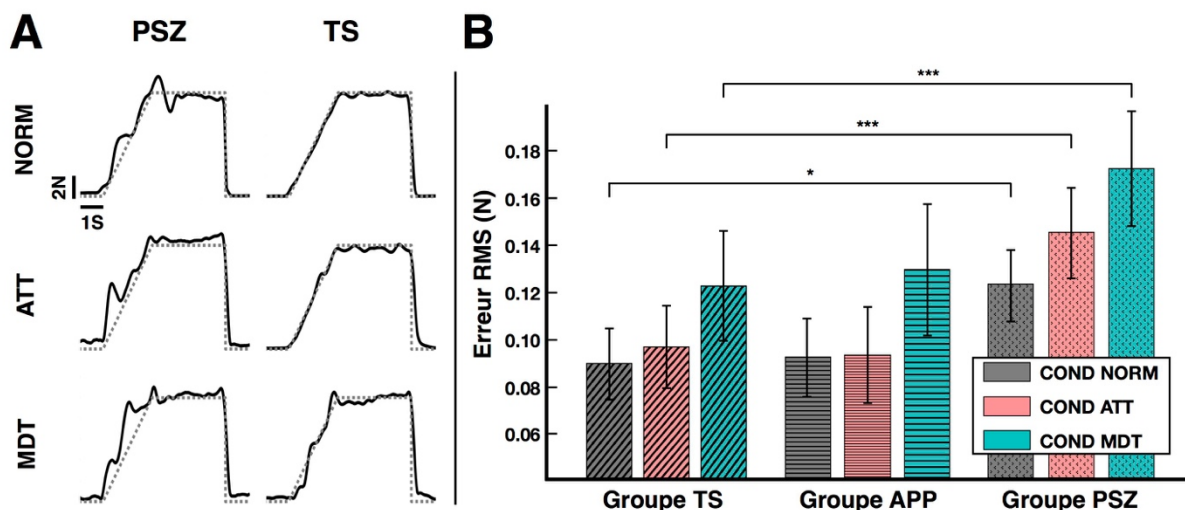 A
PSZ
TS
NORM
2N
1S
ATT
MDT
B
***
***
*
Erreur RMS (N)
0.18
0.16
0.14
0.12
0.10
0.08
0.06
COND NORM
COND ATT
COND MDT
Groupe TS
Groupe APP
Groupe PSZ